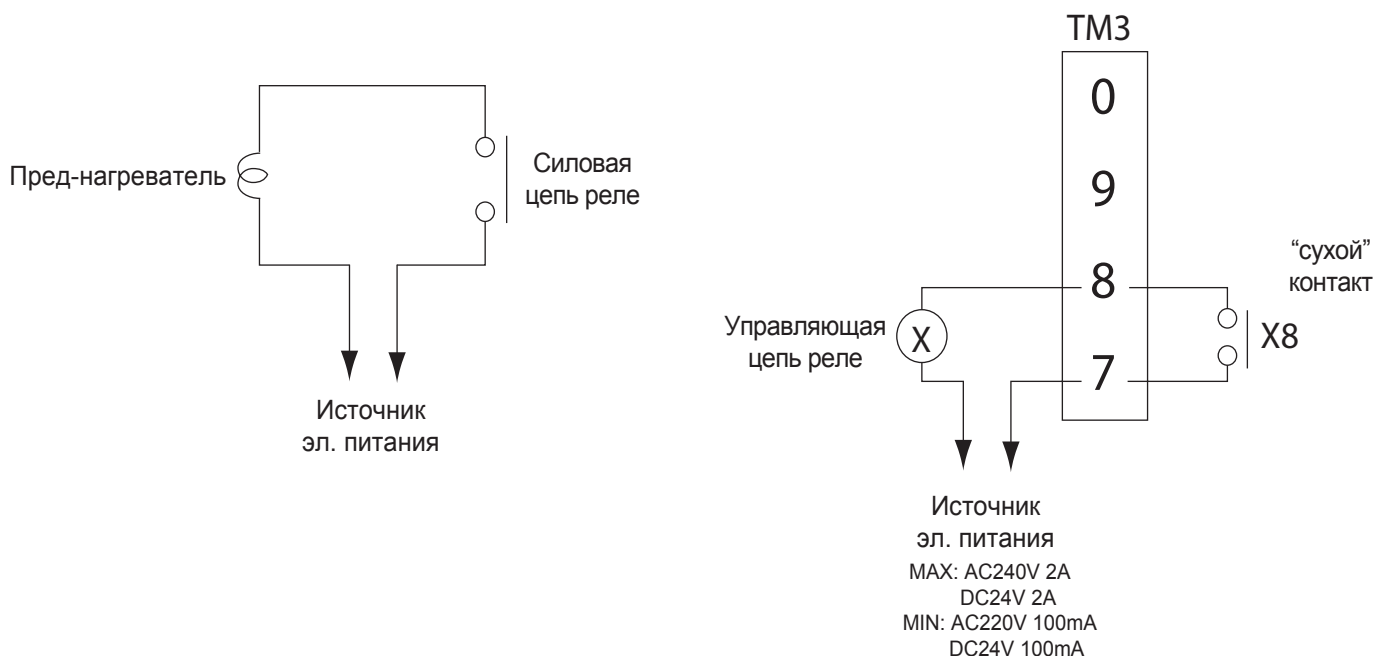 Пред-нагреватель
Силовая
цепь реле
Источник
эл. питания
TM3
0
9
8
7
“сухой”
контакт
X8
Управляющая
цепь реле
X
Источник
эл. питания
MAX: AC240V 2A
DC24V 2A
MIN: AC220V 100mA
DC24V 100mA